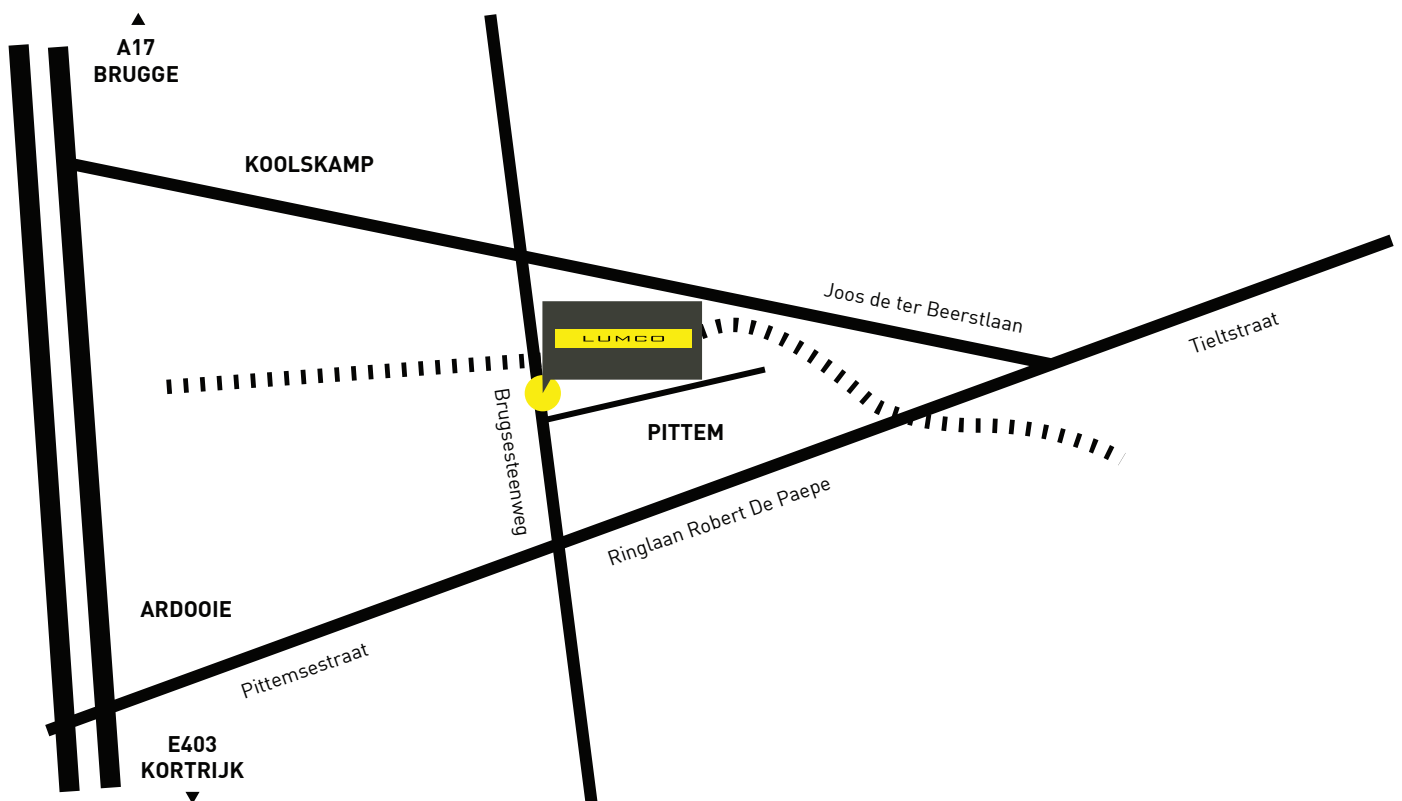 A17
BRUGGE
KOOLSKAMP
Joos de ter Beerstlaan
Tieltstraat
LUMCO
Brugsesteenweg
PITTEM
Ringlaan Robert De Paepe
ARDOOIE
Pittemsestraat
E403
KORTRIJK